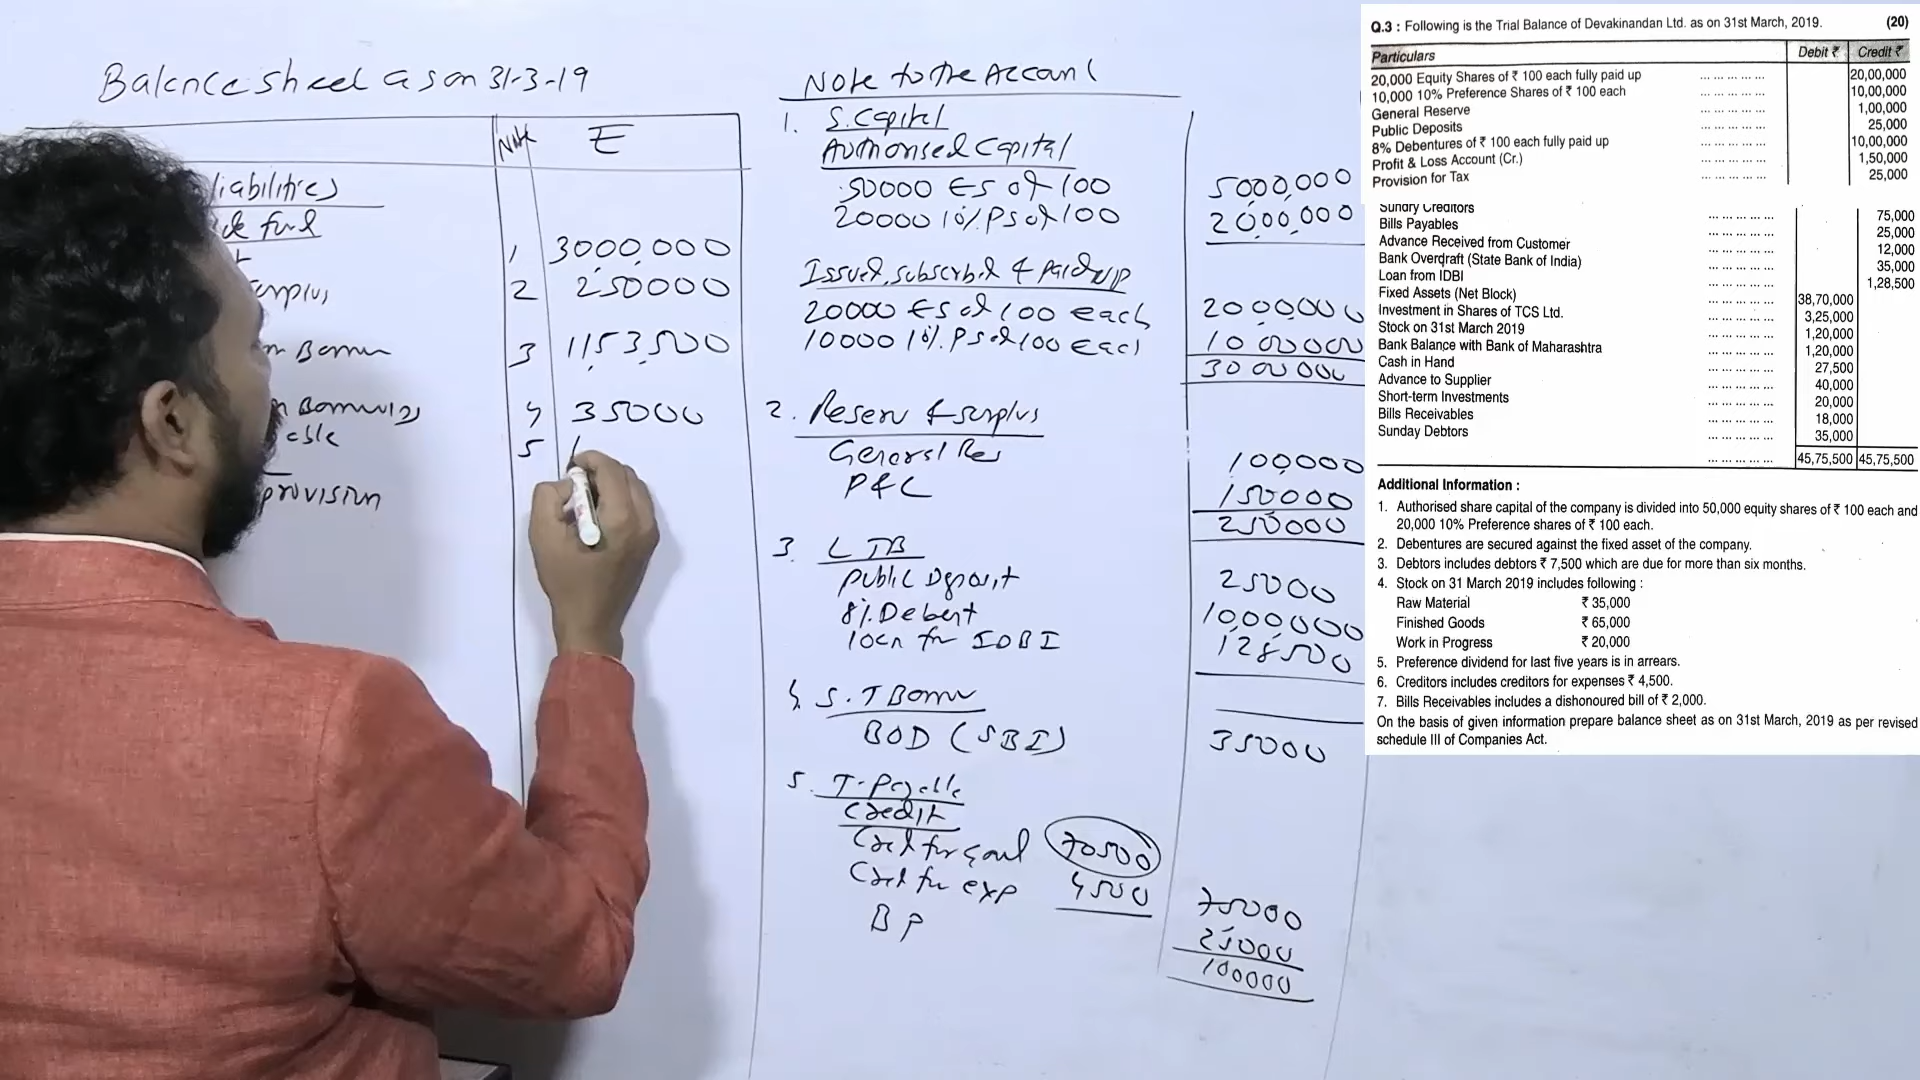 Balance sheet as on 31-3-19
Note ₹
liabilities
fund
1 3000,000
surplus 2 250000
3 1153,500
4 35000
5
provision
Note to the Account
1. S. Capital
Authorised Capital
50000 ES of 100 5000,000
20000 10% PS of 100 2000,000
Issued, subscribed & Paid up
20000 ES of 100 each 2000000
10000 10% PS of 100 each 1000000
3000000
2. Reserv & surplus
General Res 100000
P & L 150000
250000
3. LTB
Public Deposit 25000
8% Debent 1000000
loan fr IDBI 128500
4. S.T Borrow
BOD (SBI) 35000
5. T. Payable
Credit
Cred for good 70500
Cred for exp 4500 75000
BP 25000
100000
Q.3 : Following is the Trial Balance of Devakinandan Ltd. as on 31st March, 2019. (20)
Particulars Debit ₹ Credit ₹
20,000 Equity Shares of ₹ 100 each fully paid up ... ... ... ... ... 20,00,000
10,000 10% Preference Shares of ₹ 100 each ... ... ... ... ... 10,00,000
General Reserve ... ... ... ... ... 1,00,000
Public Deposits ... ... ... ... ... 25,000
8% Debentures of ₹ 100 each fully paid up ... ... ... ... ... 10,00,000
Profit & Loss Account (Cr.) ... ... ... ... ... 1,50,000
Provision for Tax ... ... ... ... ... 25,000
Sundry Creditors ... ... ... ... ... 75,000
Bills Payables ... ... ... ... ... 25,000
Advance Received from Customer ... ... ... ... ... 12,000
Bank Overdraft (State Bank of India) ... ... ... ... ... 35,000
Loan from IDBI ... ... ... ... ... 1,28,500
Fixed Assets (Net Block) ... ... ... ... ... 38,70,000
Investment in Shares of TCS Ltd. ... ... ... ... ... 3,25,000
Stock on 31st March 2019 ... ... ... ... ... 1,20,000
Bank Balance with Bank of Maharashtra ... ... ... ... ... 1,20,000
Cash in Hand ... ... ... ... ... 27,500
Advance to Supplier ... ... ... ... ... 40,000
Short-term Investments ... ... ... ... ... 20,000
Bills Receivables ... ... ... ... ... 18,000
Sunday Debtors ... ... ... ... ... 35,000
... ... ... ... ... 45,75,500 45,75,500
Additional Information :
1. Authorised share capital of the company is divided into 50,000 equity shares of ₹ 100 each and
20,000 10% Preference shares of ₹ 100 each.
2. Debentures are secured against the fixed asset of the company.
3. Debtors includes debtors ₹ 7,500 which are due for more than six months.
4. Stock on 31 March 2019 includes following :
Raw Material ₹ 35,000
Finished Goods ₹ 65,000
Work in Progress ₹ 20,000
5. Preference dividend for last five years is in arrears.
6. Creditors includes creditors for expenses ₹ 4,500.
7. Bills Receivables includes a dishonoured bill of ₹ 2,000.
On the basis of given information prepare balance sheet as on 31st March, 2019 as per revised
schedule III of Companies Act.